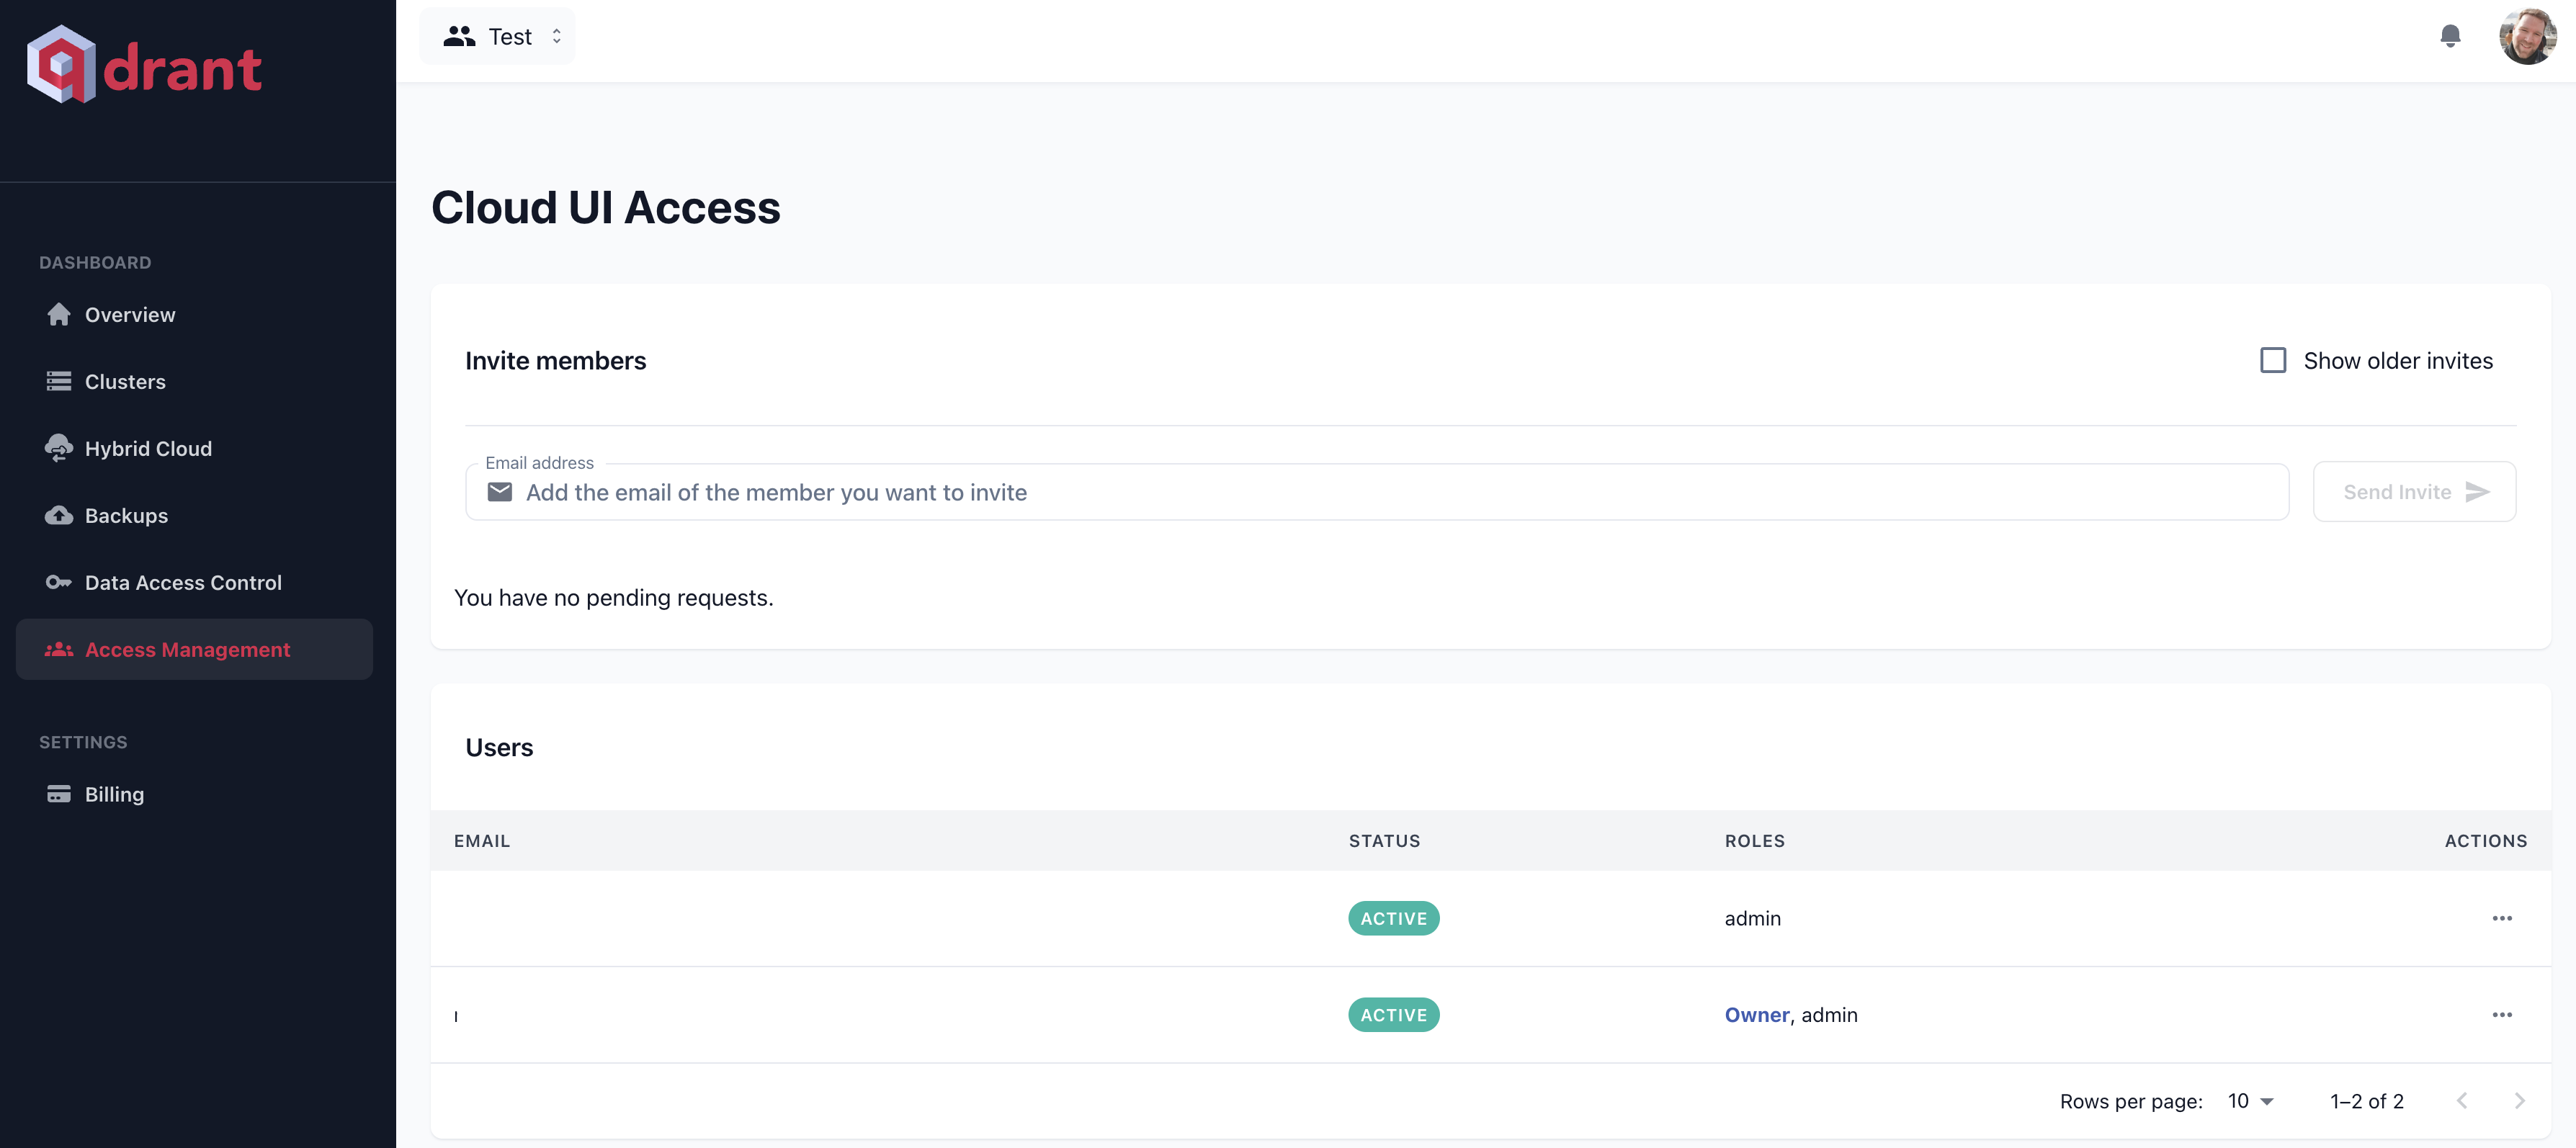 qdrant
Test
DASHBOARD
Overview
Clusters
Hybrid Cloud
Backups
Data Access Control
Access Management
SETTINGS
Billing
Cloud UI Access
Invite members
Show older invites
Email address
Add the email of the member you want to invite
Send Invite
You have no pending requests.
Users
EMAIL STATUS ROLES ACTIONS
ACTIVE admin
ACTIVE Owner, admin
Rows per page: 10 1–2 of 2